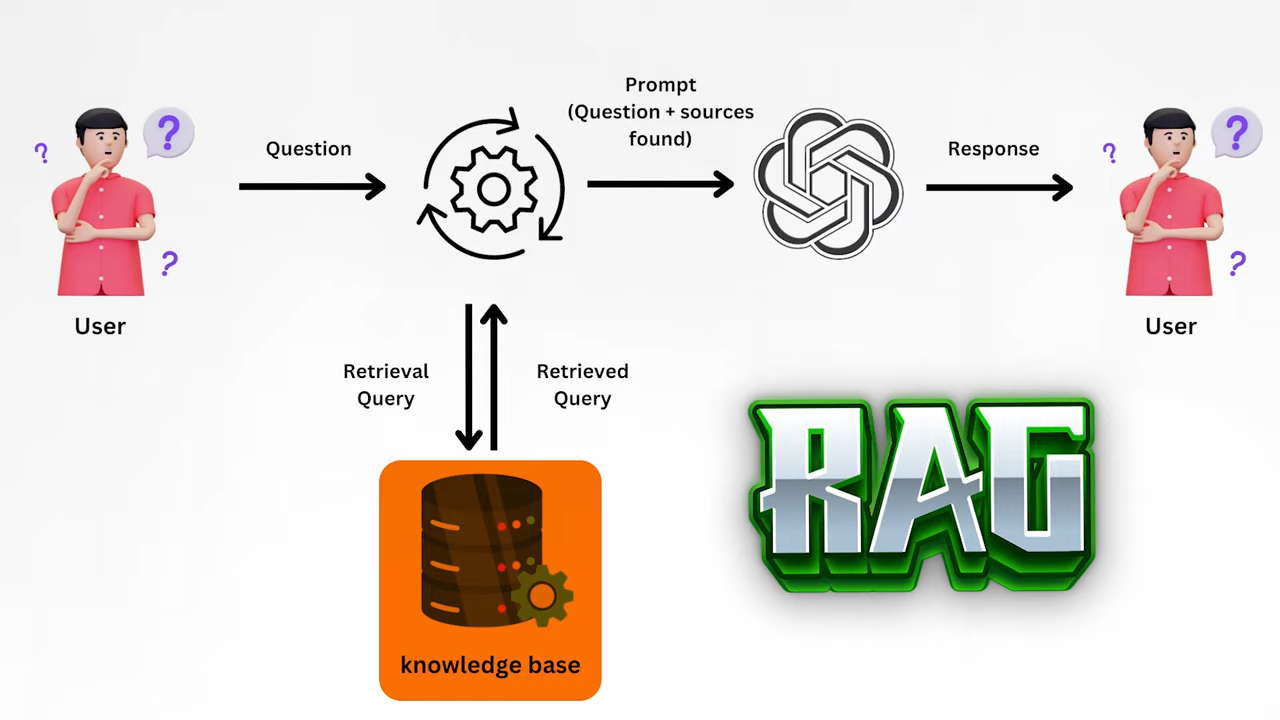 Question
Prompt
(Question + sources
found)
Response
User
User
Retrieval
Query
Retrieved
Query
RAG
knowledge base
?
?
?
?
?
?